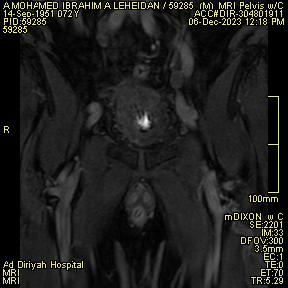 A MOHAMED IBRAHIM A LEHEIDAN / 59285 (M) MRI Pelvis w/C
14-Sep-1951 072Y ACC#DIR-304801911
PID:59285 06-Dec-2023 12:18 PM
59285
R
100mm
mDIXON_w C
SE:2201
IM:33
DFOV:300
3.5mm
Ad Diriyah Hospital EC:1
MRI TE:0
MRI ET:70
TR:5.29